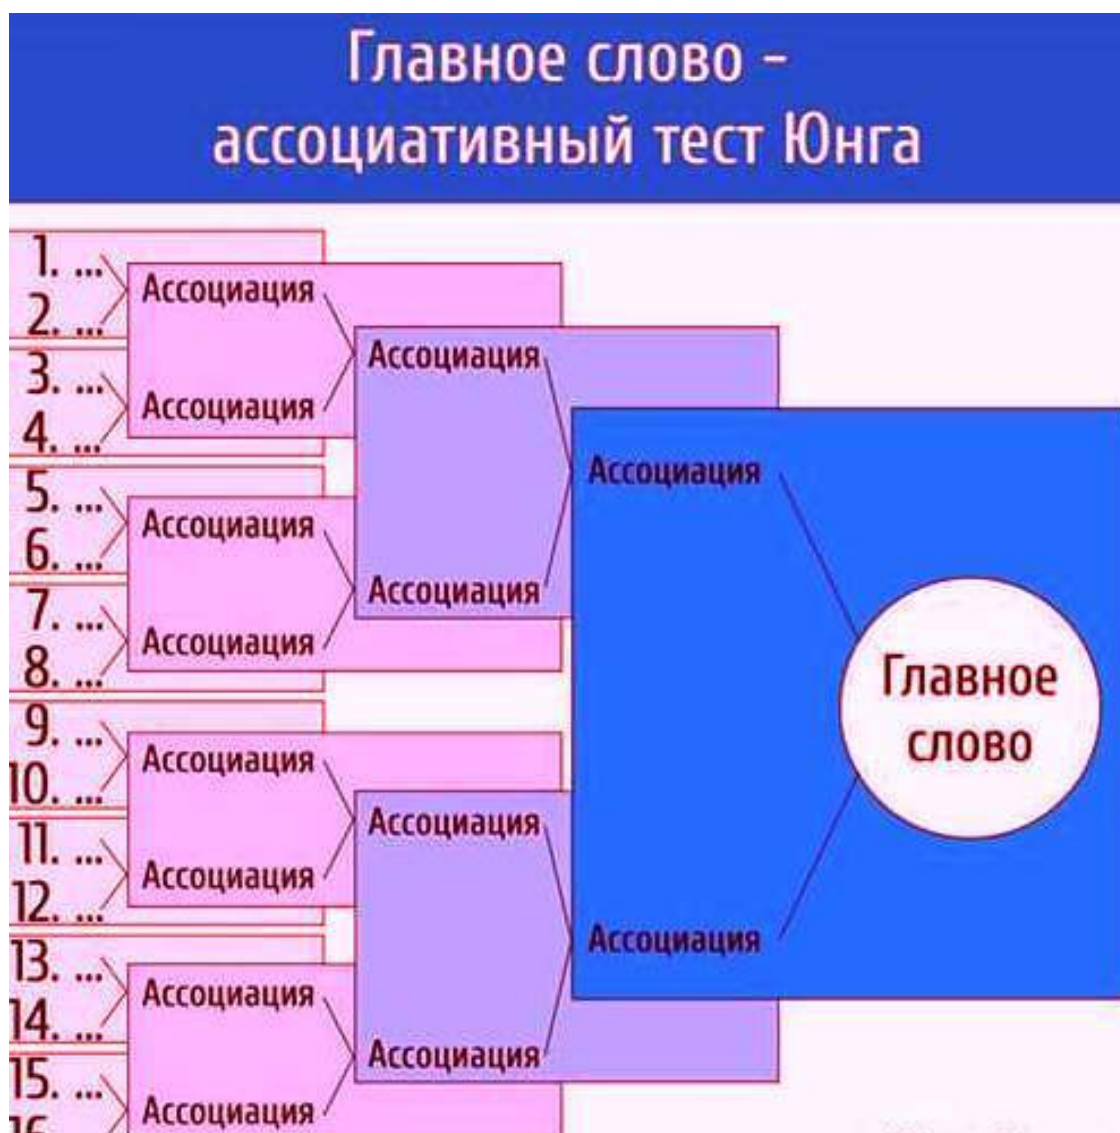 Главное слово -
ассоциативный тест Юнга
1. ...
2. ...
Ассоциация
3. ...
4. ...
Ассоциация
Ассоциация
5. ...
6. ...
Ассоциация
7. ...
8. ...
Ассоциация
Ассоциация
Ассоциация
9. ...
10. ...
Ассоциация
11. ...
12. ...
Ассоциация
Ассоциация
13. ...
14. ...
Ассоциация
15. ...
16. ...
Ассоциация
Ассоциация
Ассоциация
Главное
слово